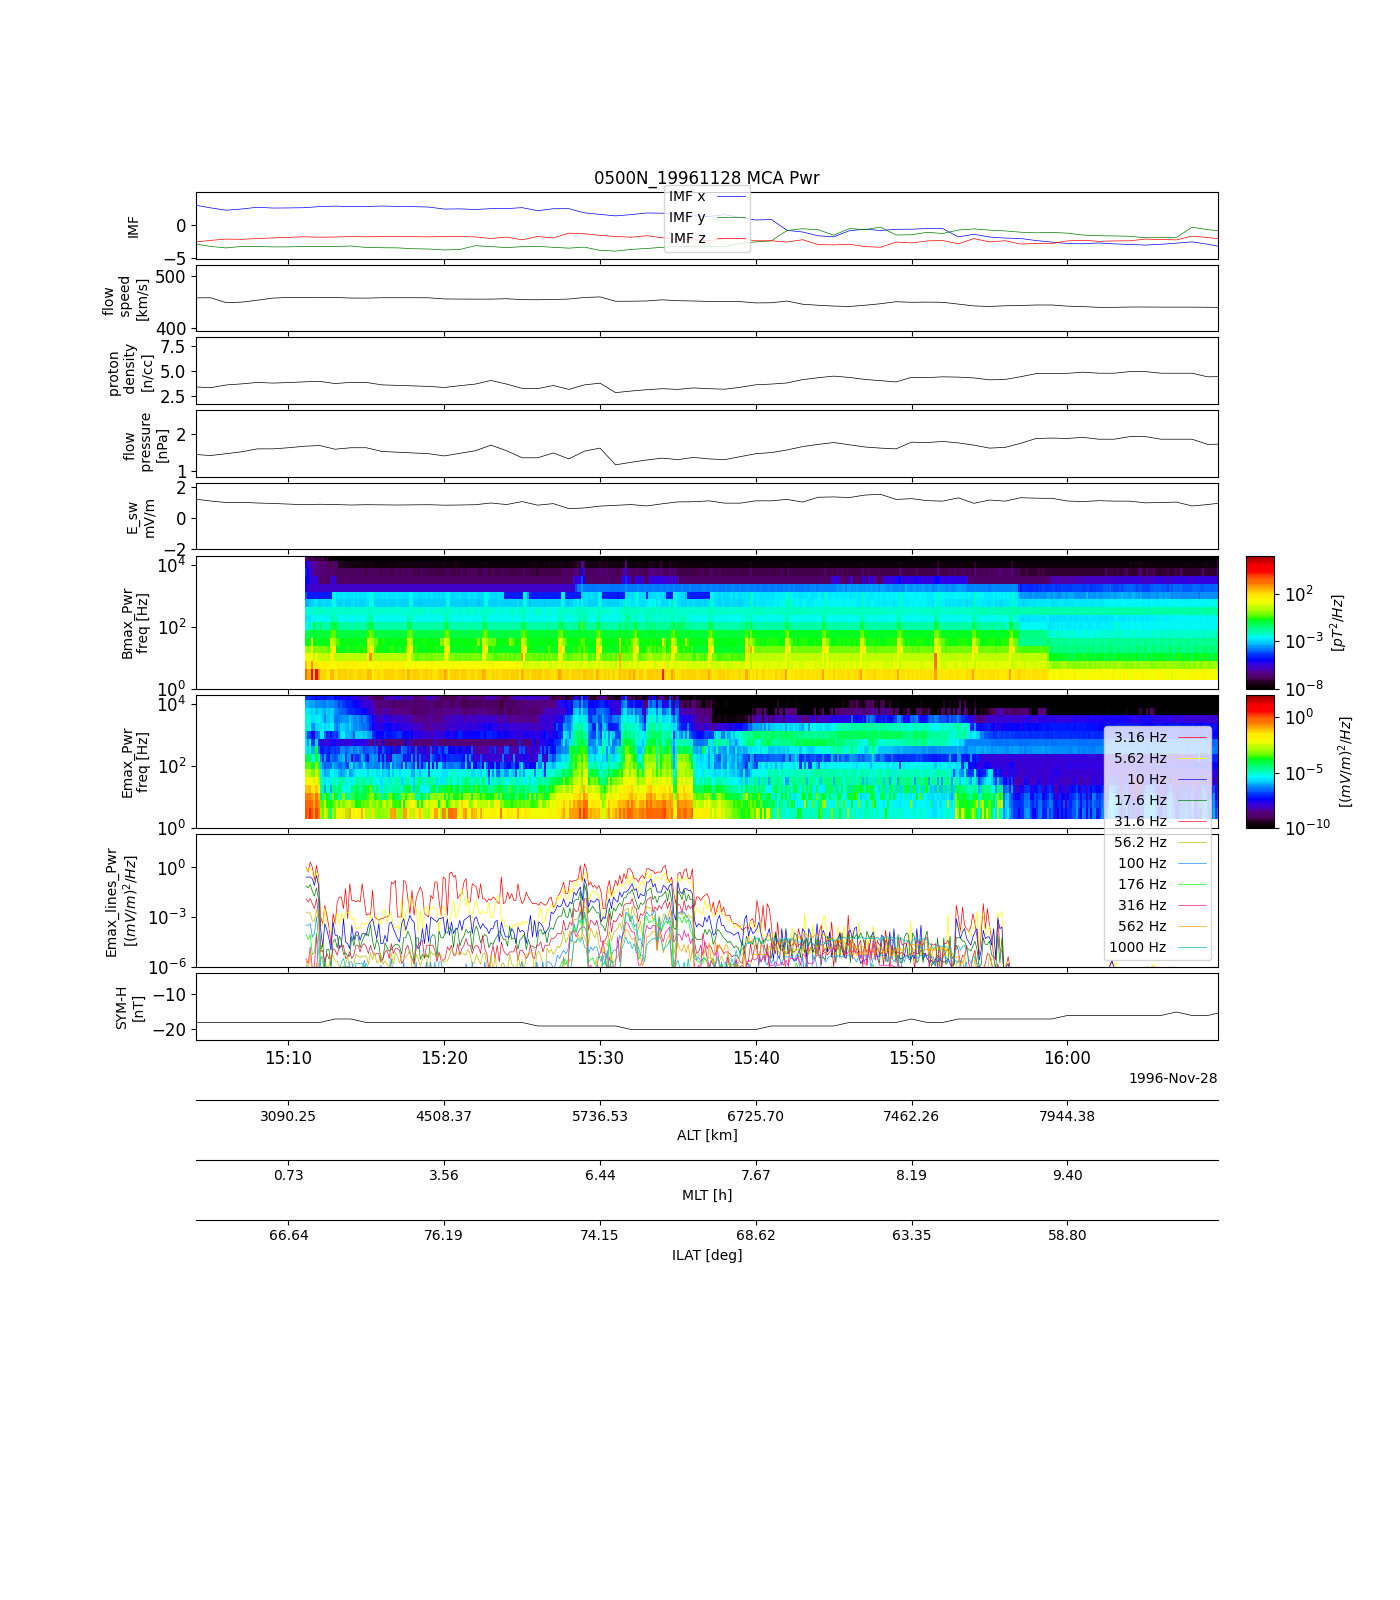 0500N_19961128 MCA Pwr
IMF
0
−5
IMF x
IMF y
IMF z
flow
speed
[km/s]
500
400
proton
density
[n/cc]
7.5
5.0
2.5
flow
pressure
[nPa]
2
1
E_sw
mV/m
2
0
−2
Bmax_Pwr
freq [Hz]
10^4
10^2
10^0
10^2
10^−3
10^−8
[pT^2/Hz]
Emax_Pwr
freq [Hz]
10^4
10^2
10^0
10^0
10^−5
10^−10
[(mV/m)^2/Hz]
3.16 Hz
5.62 Hz
10 Hz
17.6 Hz
31.6 Hz
56.2 Hz
100 Hz
176 Hz
316 Hz
562 Hz
1000 Hz
Emax_lines_Pwr
[(mV/m)^2/Hz]
10^0
10^−3
10^−6
SYM-H
[nT]
−10
−20
15:10 15:20 15:30 15:40 15:50 16:00
1996-Nov-28
3090.25 4508.37 5736.53 6725.70 7462.26 7944.38
ALT [km]
0.73 3.56 6.44 7.67 8.19 9.40
MLT [h]
66.64 76.19 74.15 68.62 63.35 58.80
ILAT [deg]